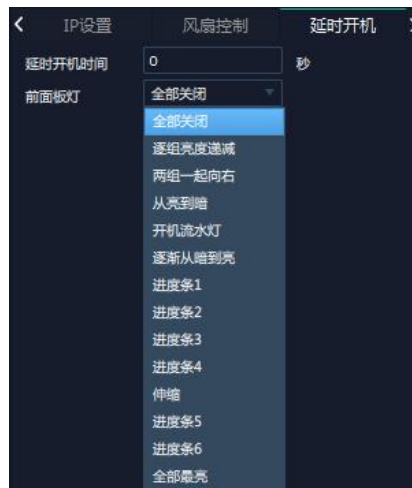 IP设置 风扇控制 延时开机
延时开机时间 0 秒
前面板灯 全部关闭
全部关闭
逐组亮度递减
两组一起向右
从亮到暗
开机流水灯
逐渐从暗到亮
进度条1
进度条2
进度条3
进度条4
伸缩
进度条5
进度条6
全部最亮